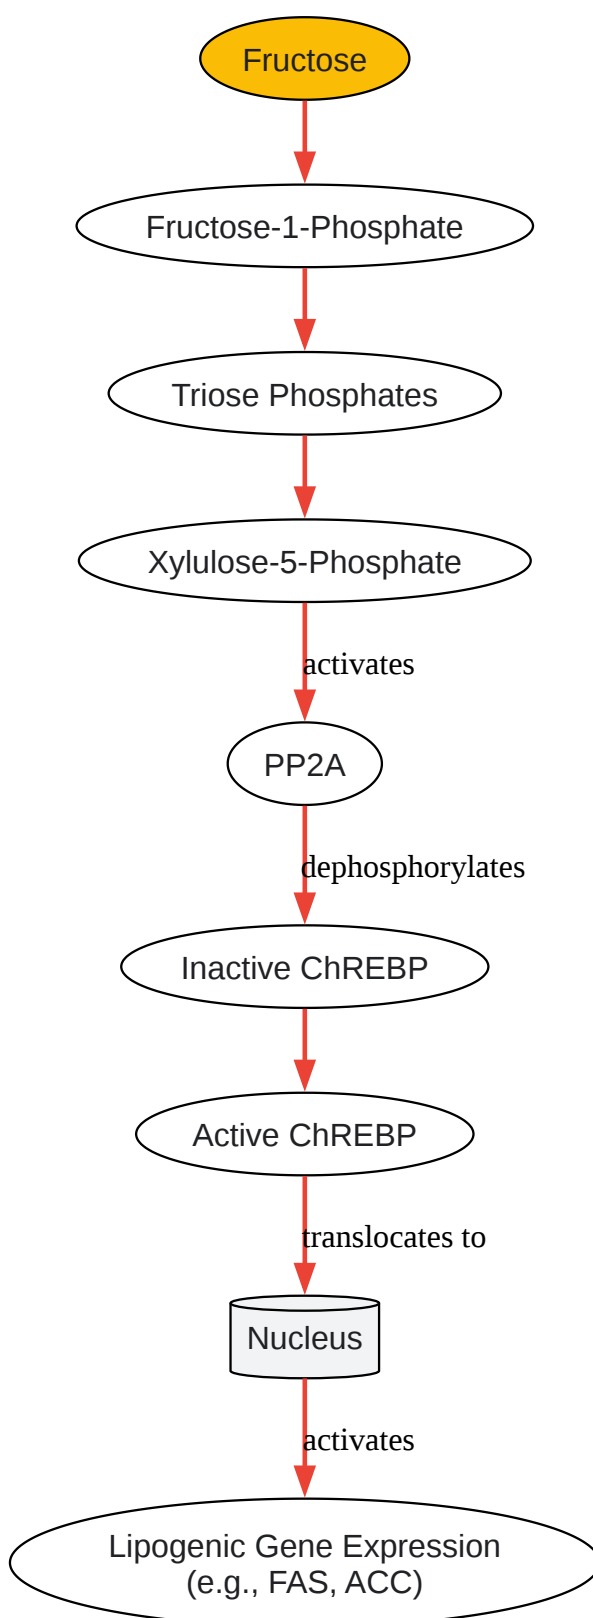 Fructose
Fructose-1-Phosphate
Triose Phosphates
Xylulose-5-Phosphate
activates
PP2A
dephosphorylates
Inactive ChREBP
Active ChREBP
translocates to
Nucleus
activates
Lipogenic Gene Expression
(e.g., FAS, ACC)